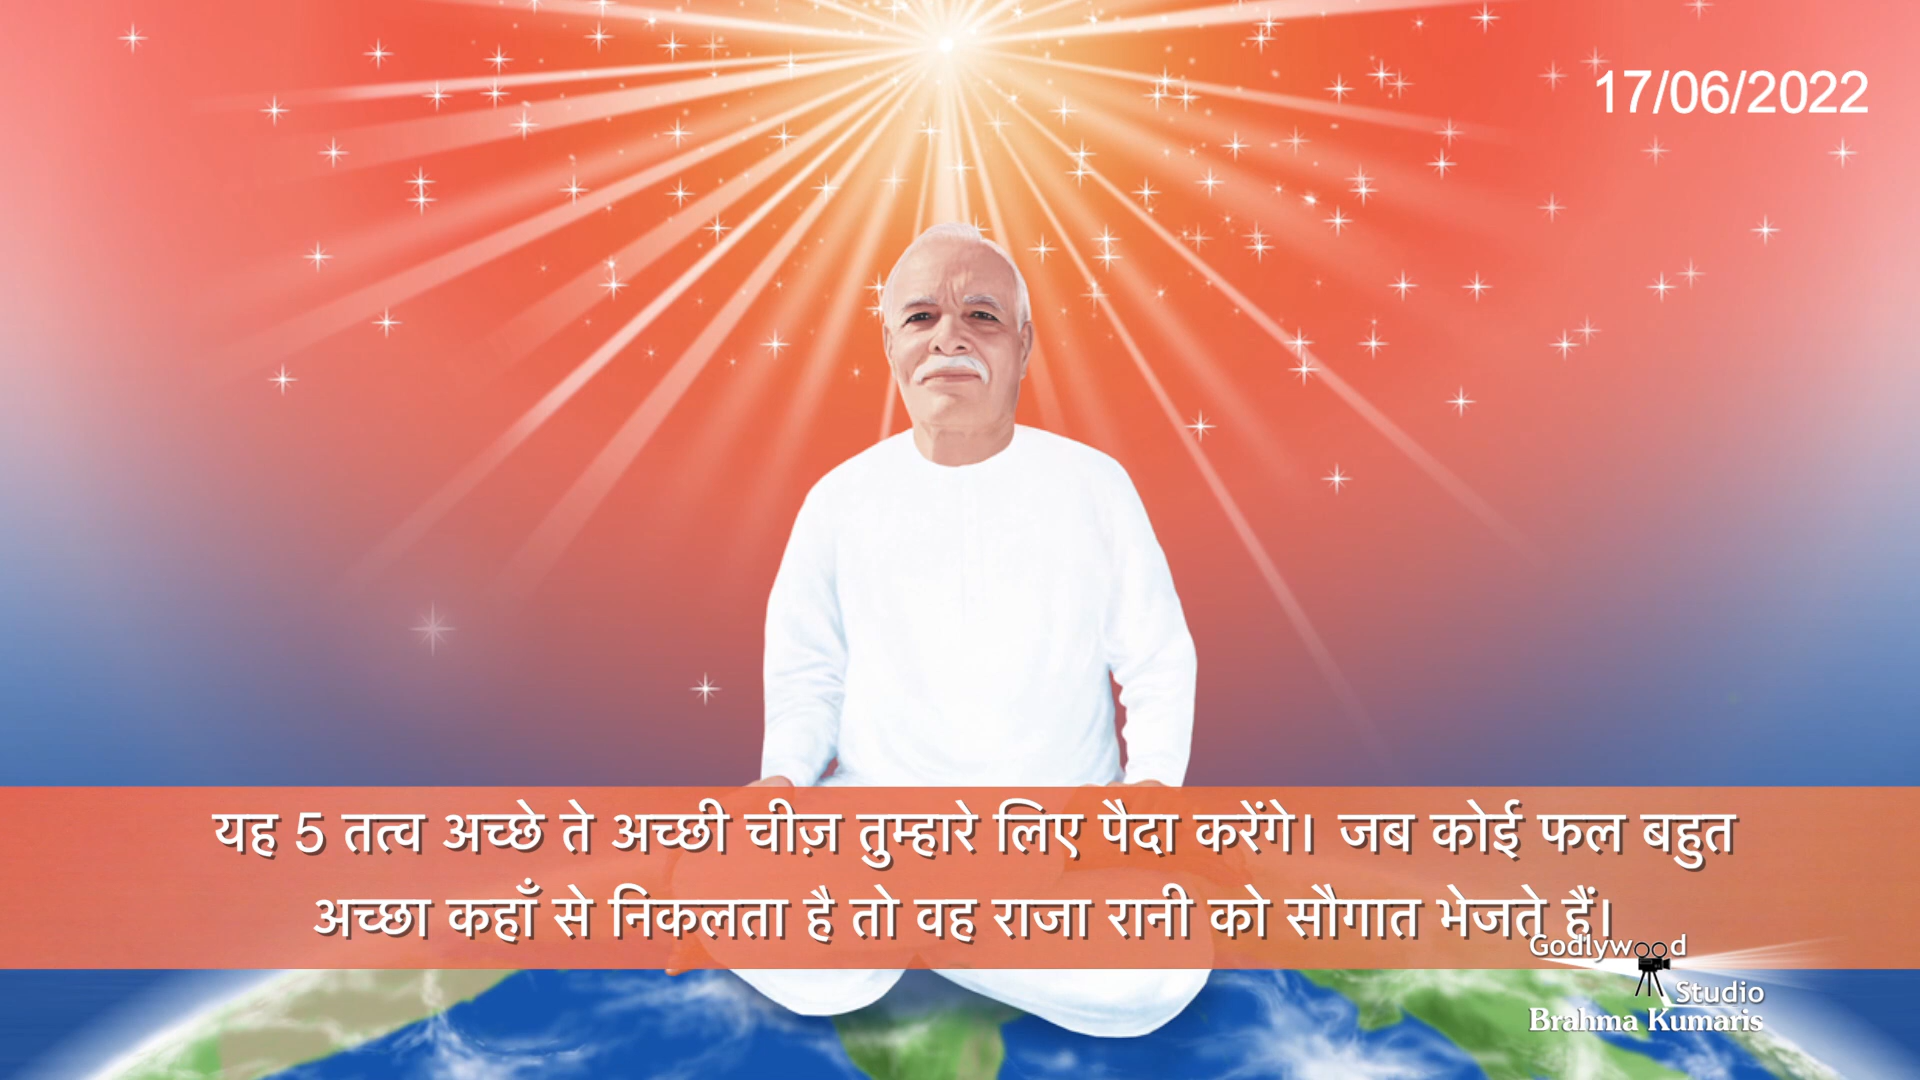 17/06/2022
यह 5 तत्व अच्छे ते अच्छी चीज़ तुम्हारे लिए पैदा करेंगे। जब कोई फल बहुत
अच्छा कहाँ से निकलता है तो वह राजा रानी को सौगात भेजते हैं।
Godlywood
Studio
Brahma Kumaris